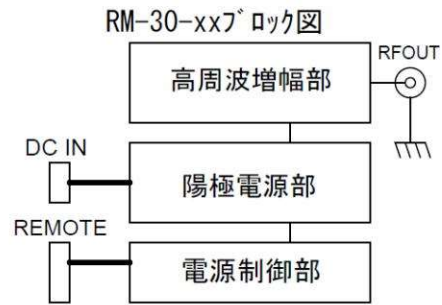 RM-30-xxﾌﾞﾛｯｸ図
高周波増幅部
RFOUT
DC IN
陽極電源部
REMOTE
電源制御部